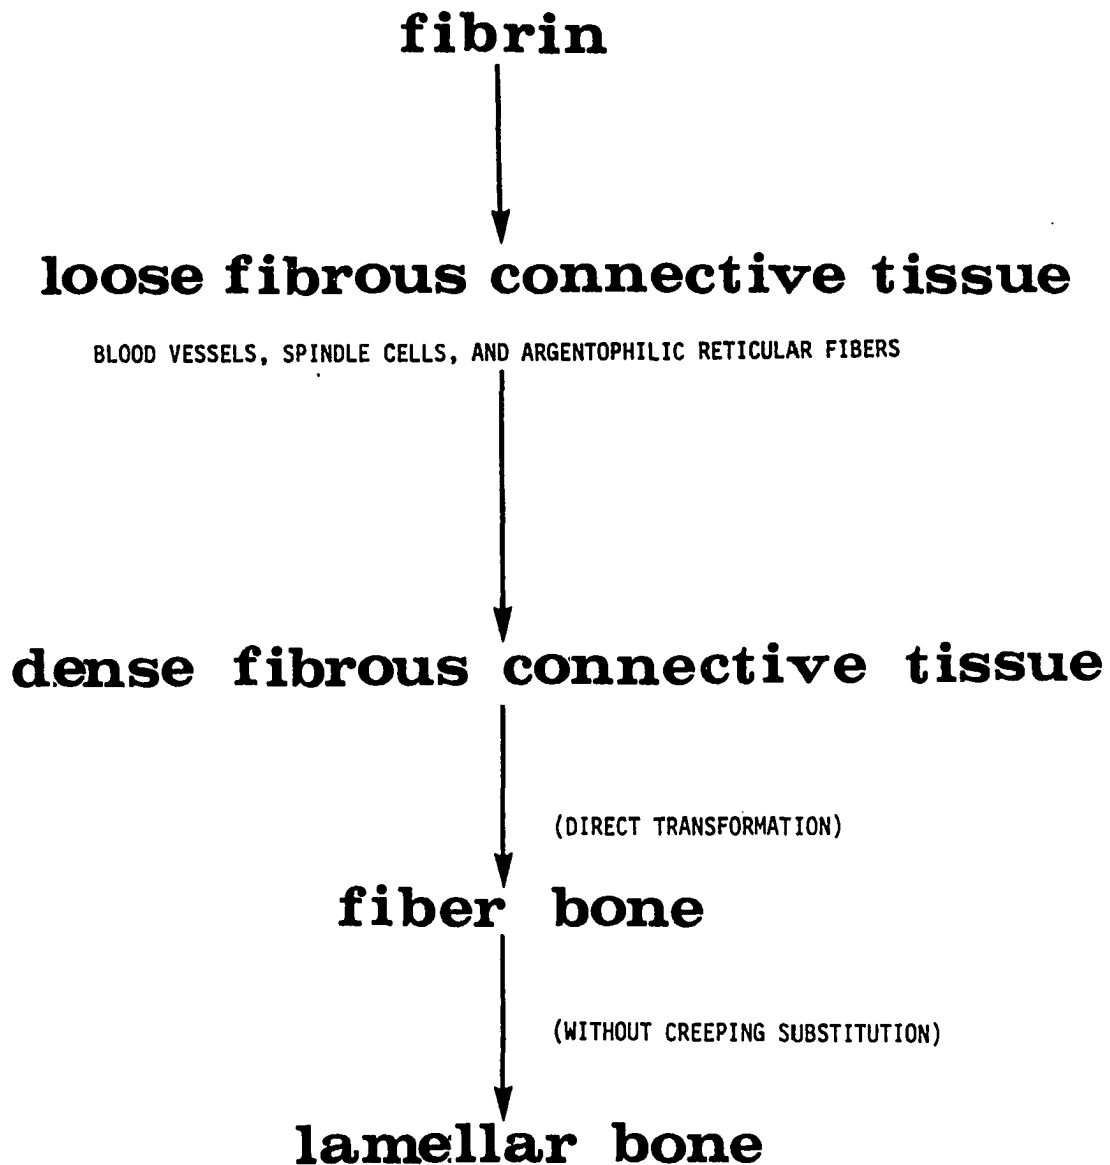 fibrin
loose fibrous connective tissue
BLOOD VESSELS, SPINDLE CELLS, AND ARGENTOPHILIC RETICULAR FIBERS
dense fibrous connective tissue
(DIRECT TRANSFORMATION)
fiber bone
(WITHOUT CREEPING SUBSTITUTION)
lamellar bone